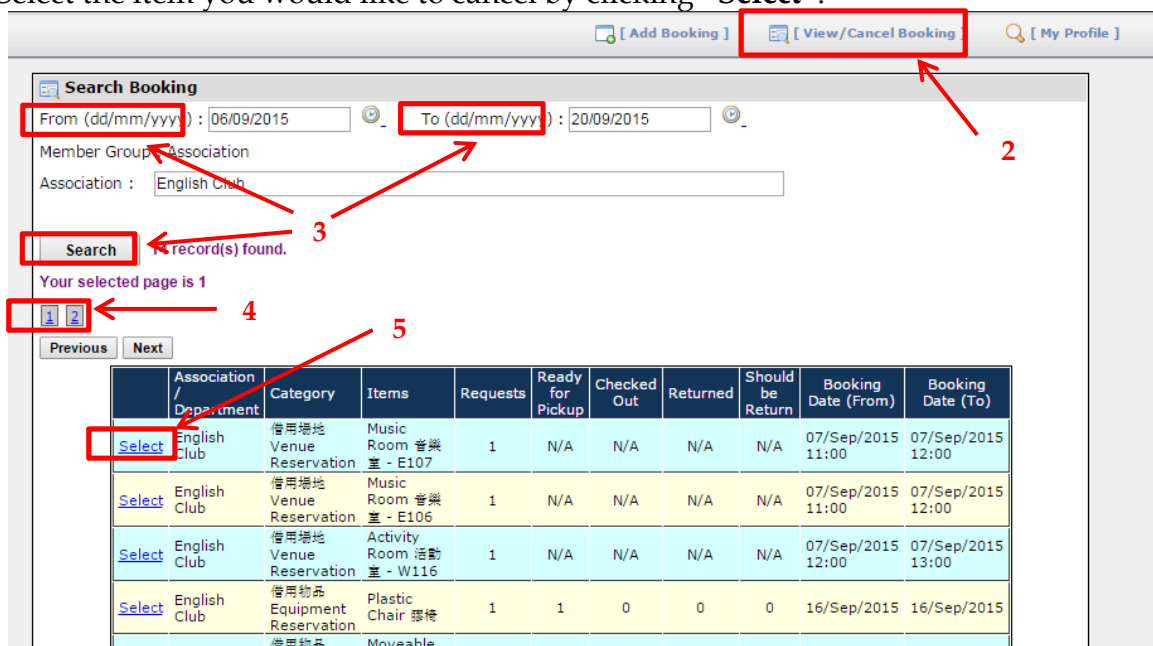 Select the item you would like to cancel by clicking "Select".
[ Add Booking ] [ View/Cancel Booking ] [ My Profile ]
2
Search Booking
From (dd/mm/yyyy) : 06/09/2015 To (dd/mm/yyyy) : 20/09/2015
Member Group : Association
Association : English Club
3
Search record(s) found.
Your selected page is 1
1 2
4
5
Previous Next
Association / Department Category Items Requests Ready for Pickup Checked Out Returned Should be Return Booking Date (From) Booking Date (To)
Select English Club 借用場地 Venue Reservation Music Room 音樂室 - E107 1 N/A N/A N/A N/A 07/Sep/2015 11:00 07/Sep/2015 12:00
Select English Club 借用場地 Venue Reservation Music Room 音樂室 - E106 1 N/A N/A N/A N/A 07/Sep/2015 11:00 07/Sep/2015 12:00
Select English Club 借用場地 Venue Reservation Activity Room 活動室 - W116 1 N/A N/A N/A N/A 07/Sep/2015 12:00 07/Sep/2015 13:00
Select English Club 借用物品 Equipment Reservation Plastic Chair 膠椅 1 1 0 0 0 16/Sep/2015 16/Sep/2015
借用物品 Moveable